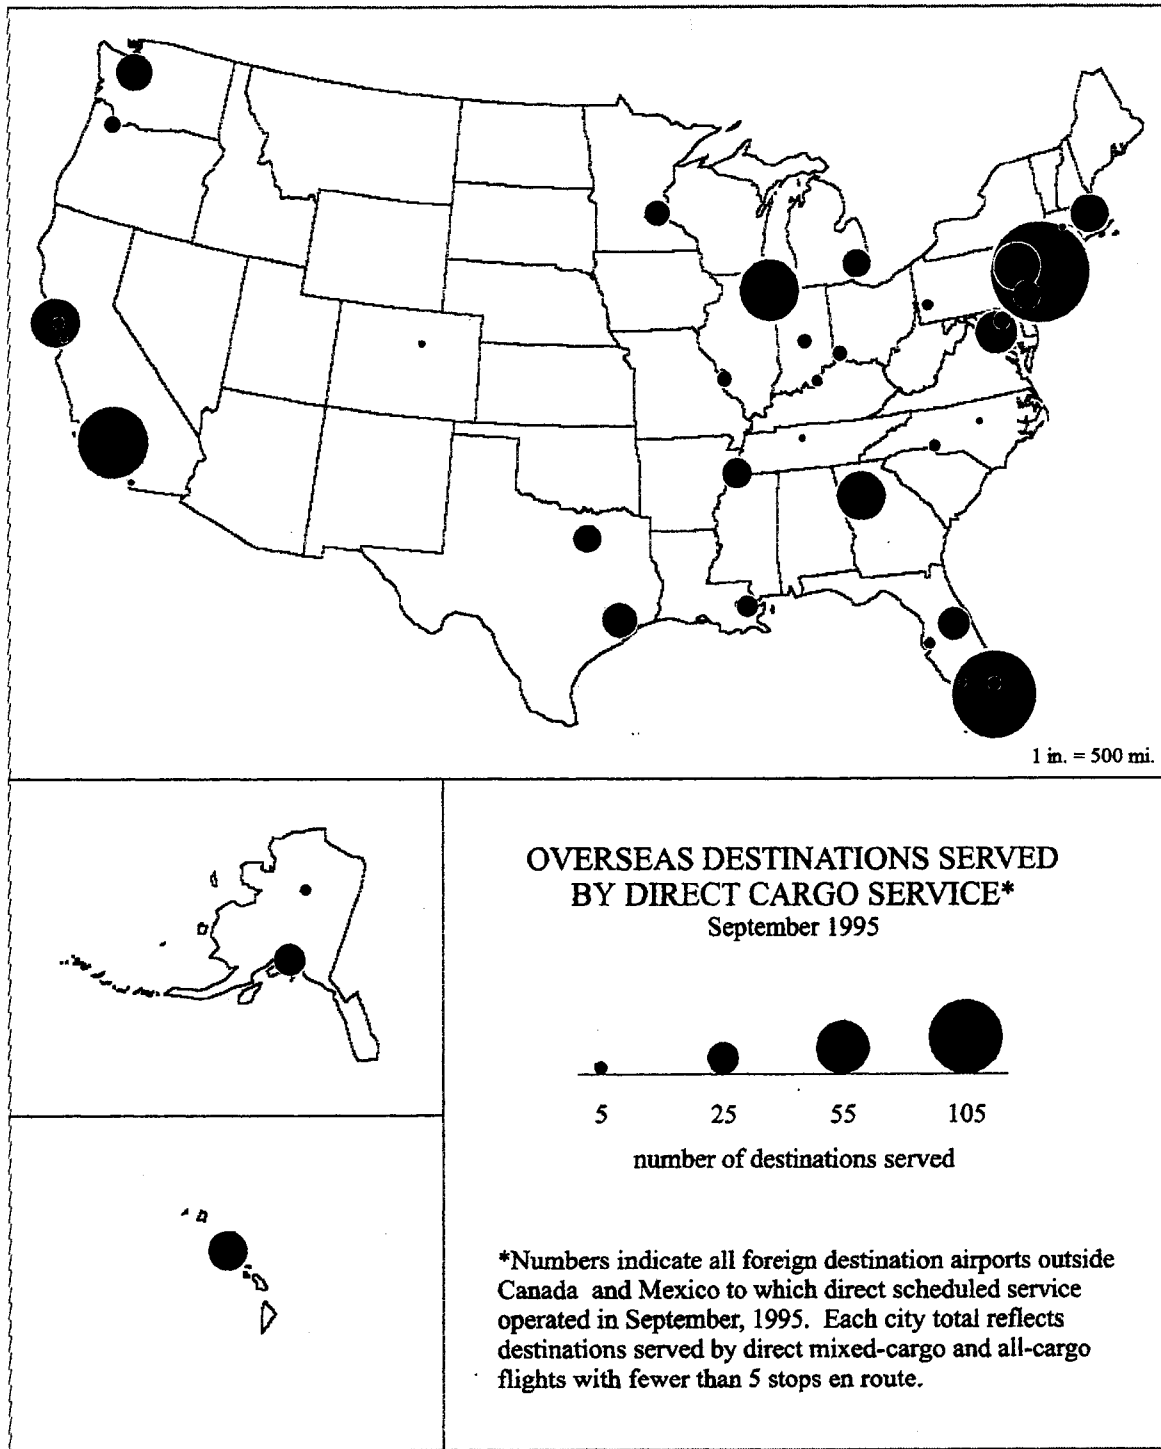 1 in. = 500 mi.
OVERSEAS DESTINATIONS SERVED
BY DIRECT CARGO SERVICE*
September 1995
5 25 55 105
number of destinations served
*Numbers indicate all foreign destination airports outside
Canada and Mexico to which direct scheduled service
operated in September, 1995. Each city total reflects
destinations served by direct mixed-cargo and all-cargo
flights with fewer than 5 stops en route.